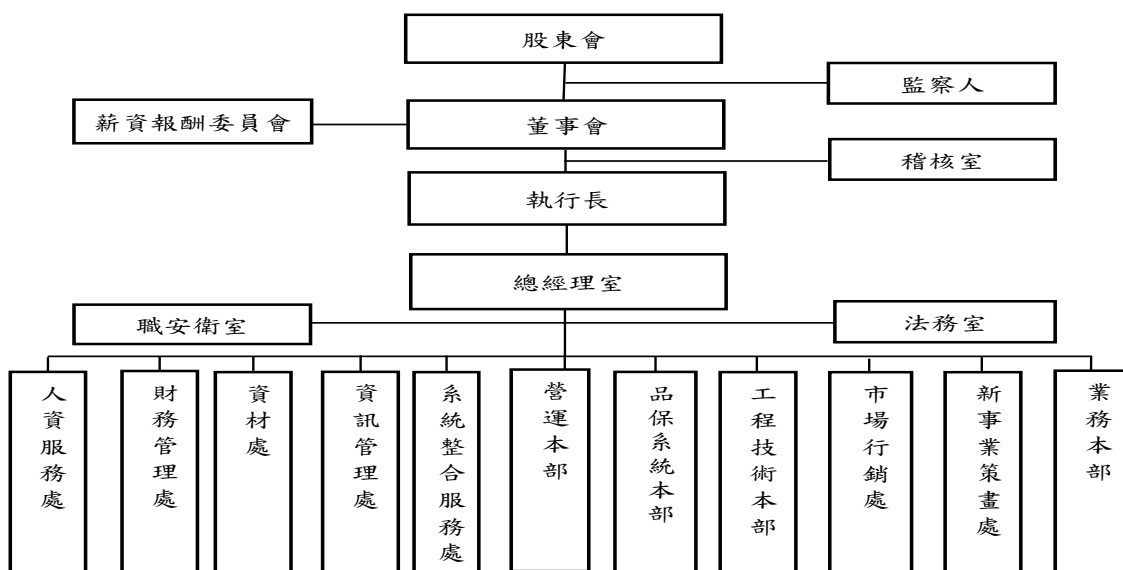 股東會
監察人
薪資報酬委員會
董事會
稽核室
執行長
總經理室
職安衛室
法務室
人資服務處
財務管理處
資材處
資訊管理處
系統整合服務處
營運本部
品保系統本部
工程技術本部
市場行銷處
新事業策畫處
業務本部